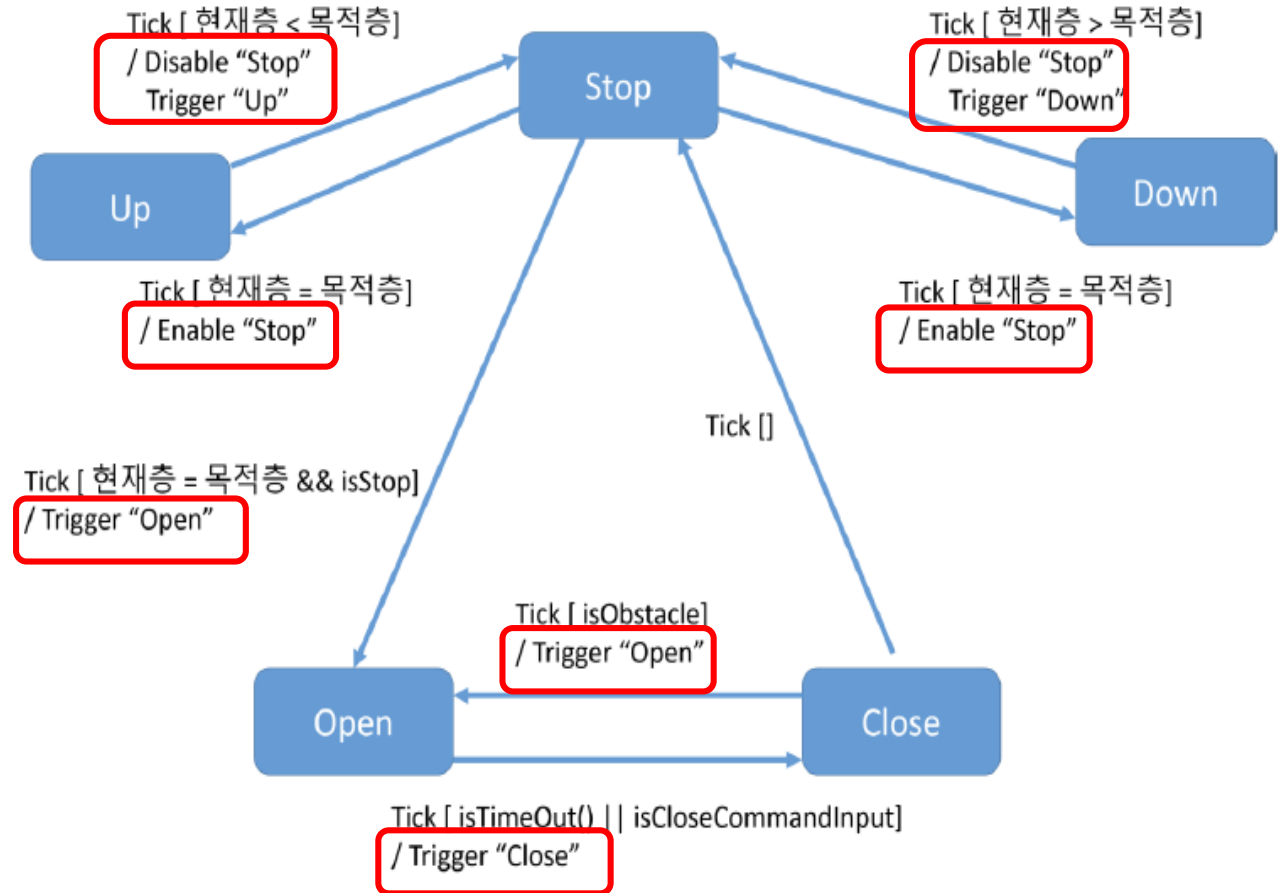 Tick [ 현재층 < 목적층]
/ Disable “Stop”
Trigger “Up”
Tick [ 현재층 > 목적층]
/ Disable “Stop”
Trigger “Down”
Stop
Up
Down
Tick [ 현재층 = 목적층]
/ Enable “Stop”
Tick [ 현재층 = 목적층]
/ Enable “Stop”
Tick []
Tick [ 현재층 = 목적층 && isStop]
/ Trigger “Open”
Tick [ isObstacle]
/ Trigger “Open”
Open
Close
Tick [ isTimeOut() || isCloseCommandInput]
/ Trigger “Close”